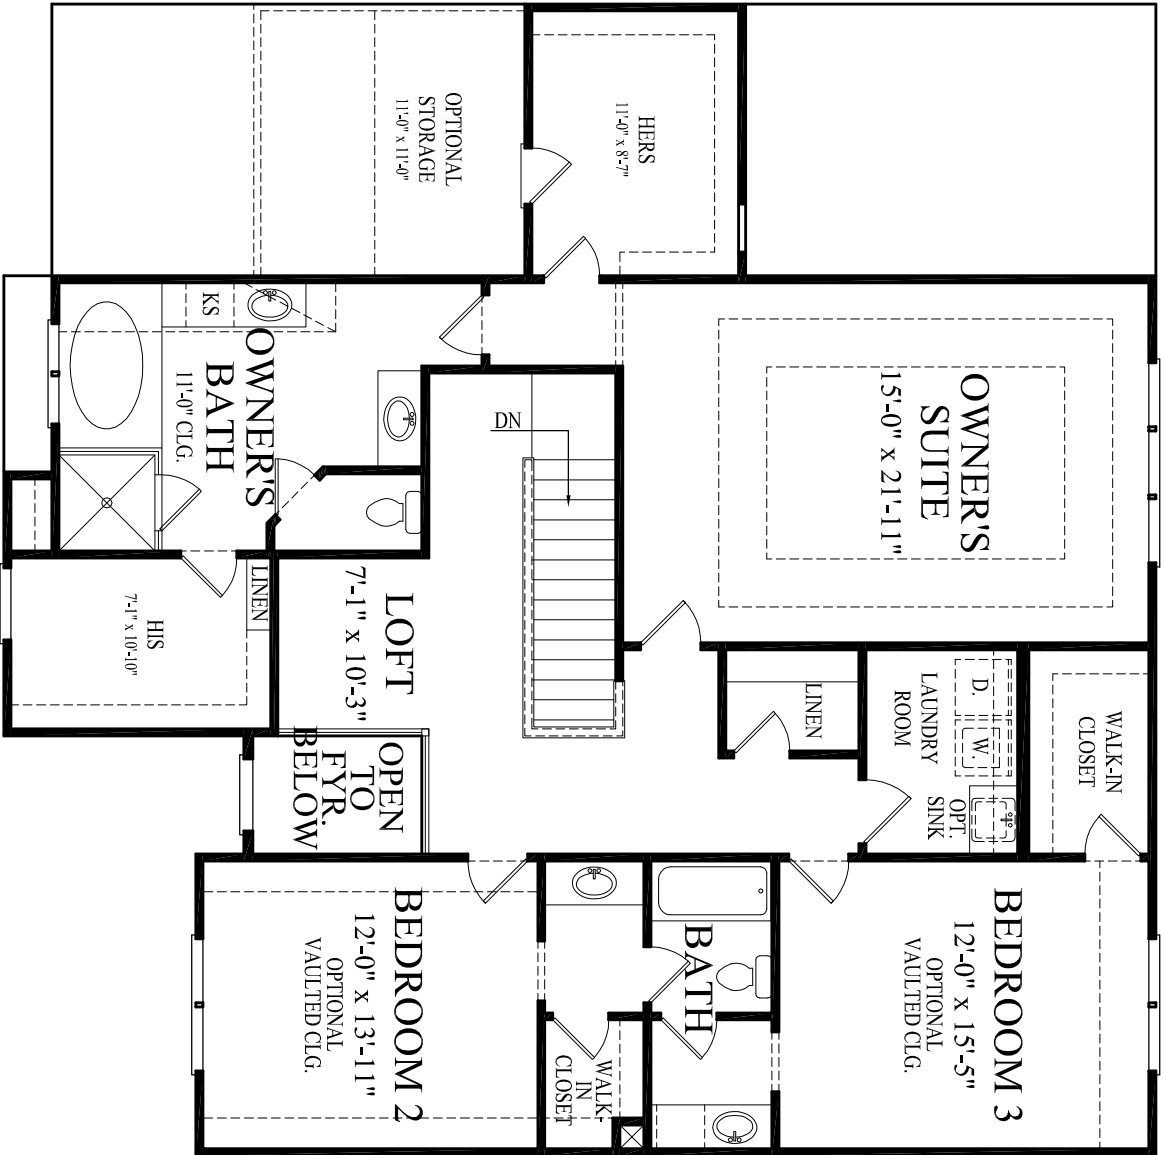 OPTIONAL
STORAGE
11'-0" x 11'-0"
HERS
11'-0" x 8'-7"
KS
OWNER'S
BATH
11'-0" CLG.
DN
OWNER'S
SUITE
15'-0" x 21'-11"
LINEN
HIS
7'-1" x 10'-10"
LOFT
7'-1" x 10'-3"
OPEN
TO
FYR.
BELOW
LINEN
LAUNDRY
ROOM
D.
W.
OPT.
SINK
WALK-IN
CLOSET
BEDROOM 2
12'-0" x 13'-11"
OPTIONAL
VAULTED CLG.
WALK-
IN
CLOSET
BATH
BEDROOM 3
12'-0" x 15'-5"
OPTIONAL
VAULTED CLG.